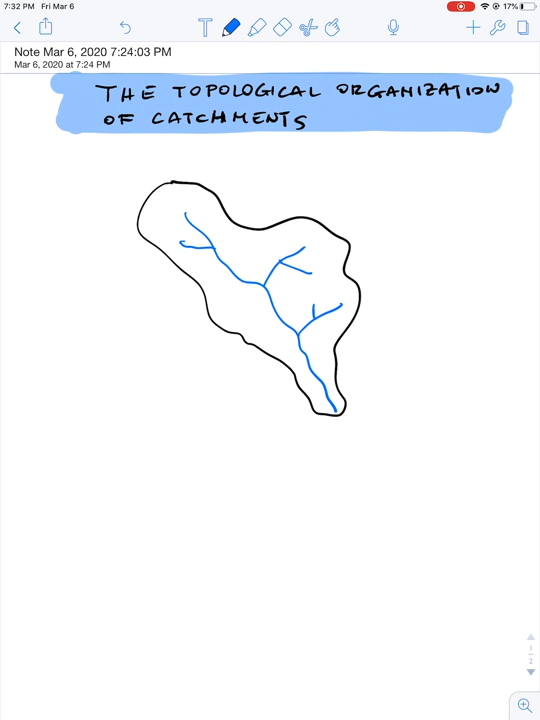 7:32 PM Fri Mar 6
17%
T
Note Mar 6, 2020 7:24:03 PM
Mar 6, 2020 at 7:24 PM
THE TOPOLOGICAL ORGANIZATION
OF CATCHMENTS
1
2